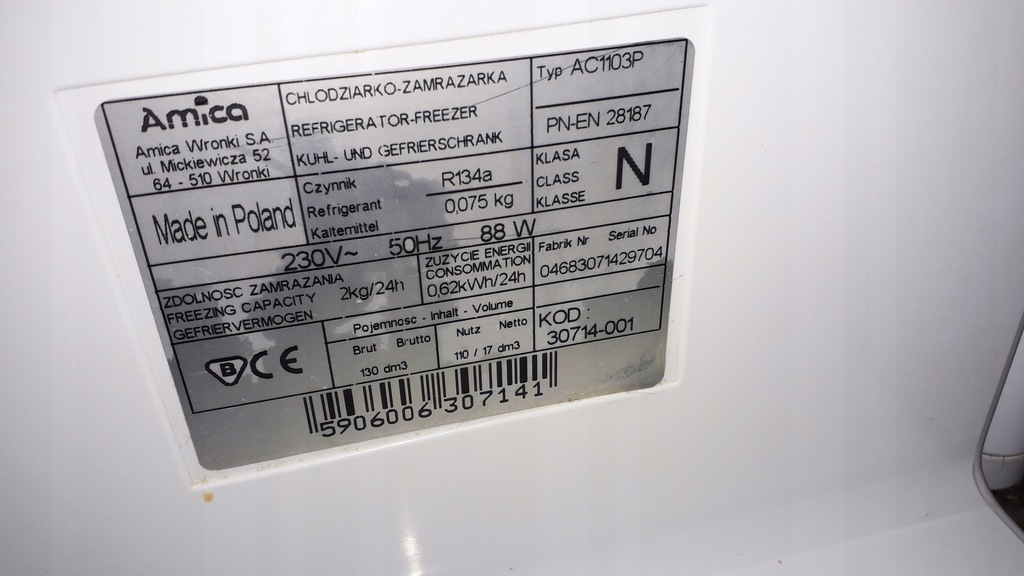 Amica
Amica Wronki S.A
ul. Mickiewicza 52
64 - 510 Wronki
CHLODZIARKO-ZAMRAZARKA
REFRIGERATOR-FREEZER
KUHL- UND GEFRIERSCHRANK
Typ AC1103P
PN-EN 28187
Made in Poland
Czynnik
Refrigerant
Kaltemittel
R134a
0,075 kg
KLASA
CLASS
KLASSE
N
230V~ 50Hz 88 W
ZDOLNOSC ZAMRAZANIA
FREEZING CAPACITY
GEFRIERVERMOGEN
2kg/24h
ZUZYCIE ENERGII
CONSOMMATION
0,62kWh/24h
Fabrik Nr Serial No
04683071429704
Pojemnosc - Inhalt - Volume
Brut Brutto
130 dm3
Nutz Netto
110 / 17 dm3
KOD :
30714-001
B CE
5906006307141